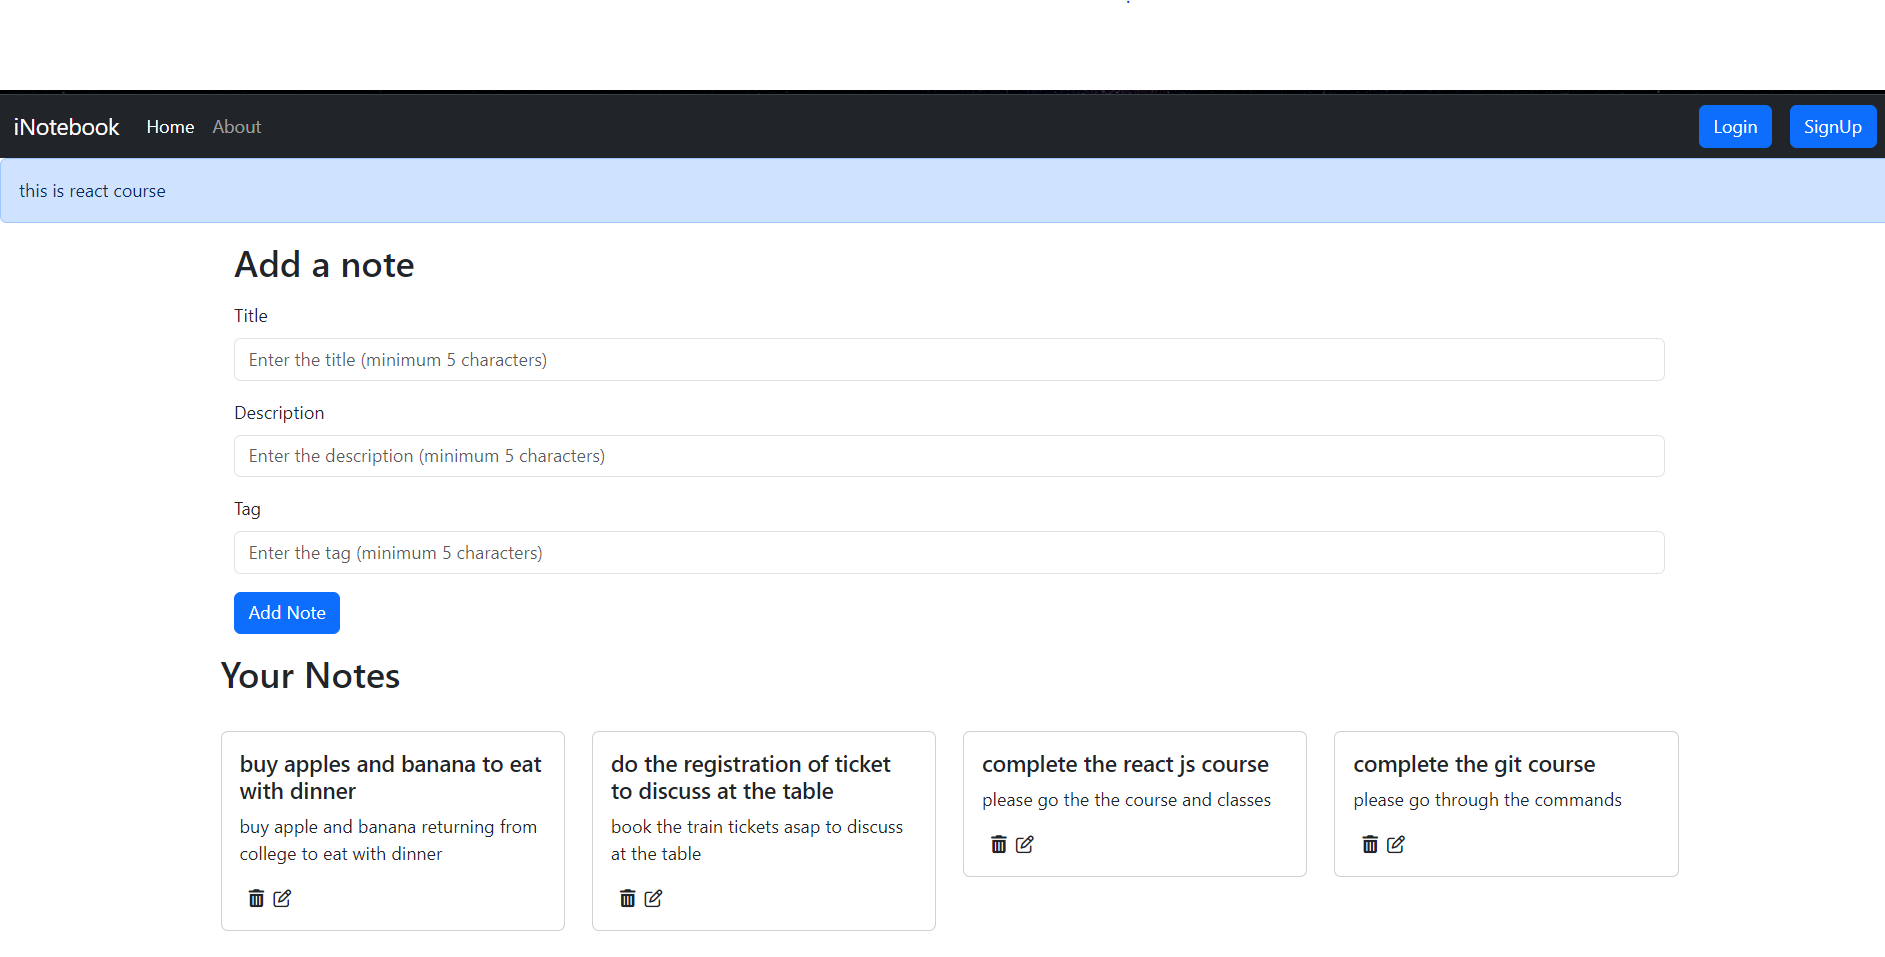 iNotebook Home About Login SignUp
this is react course
Add a note
Title
Enter the title (minimum 5 characters)
Description
Enter the description (minimum 5 characters)
Tag
Enter the tag (minimum 5 characters)
Add Note
Your Notes
buy apples and banana to eat
with dinner
buy apple and banana returning from
college to eat with dinner
do the registration of ticket
to discuss at the table
book the train tickets asap to discuss
at the table
complete the react js course
please go the the course and classes
complete the git course
please go through the commands